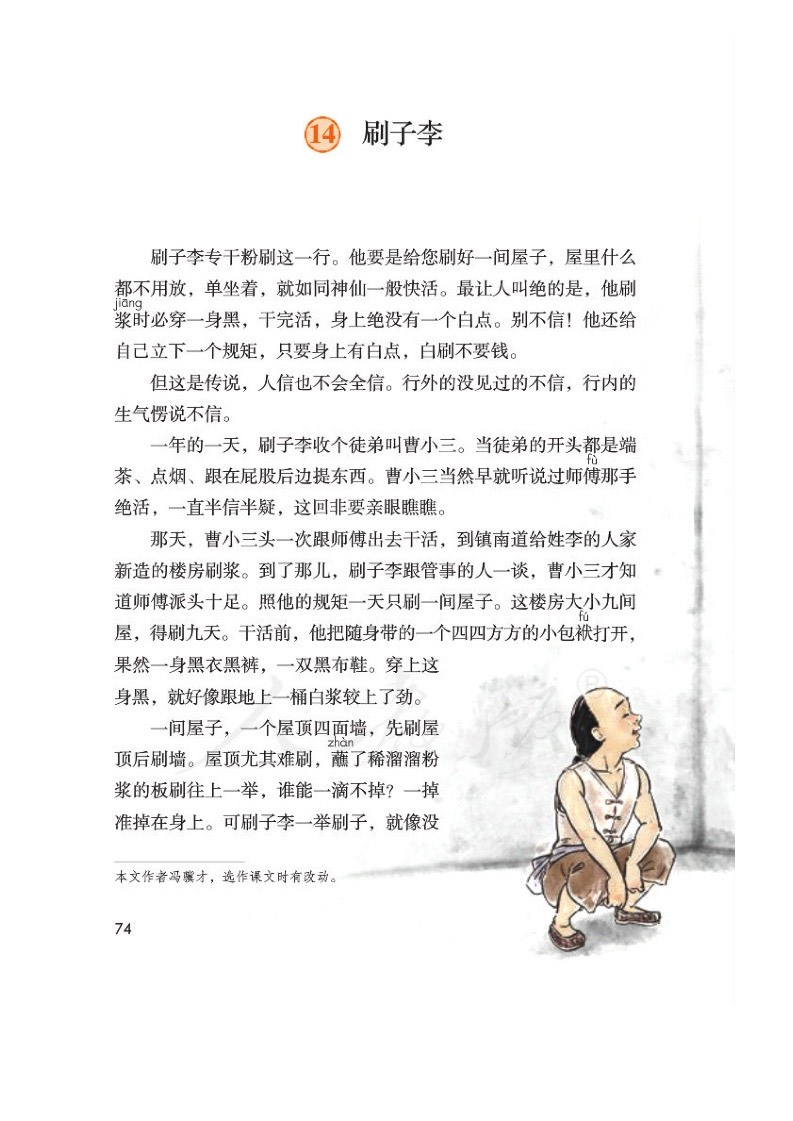 14 刷子李
刷子李专干粉刷这一行。他要是给您刷好一间屋子，屋里什么
都不用放，单坐着，就如同神仙一般快活。最让人叫绝的是，他刷
jiāng
浆时必穿一身黑，干完活，身上绝没有一个白点。别不信！他还给
自己立下一个规矩，只要身上有白点，白刷不要钱。
但这是传说，人信也不会全信。行外的没见过的不信，行内的
生气愣说不信。
一年的一天，刷子李收个徒弟叫曹小三。当徒弟的开头都是端
fù
茶、点烟、跟在屁股后边提东西。曹小三当然早就听说过师傅那手
绝活，一直半信半疑，这回非要亲眼瞧瞧。
那天，曹小三头一次跟师傅出去干活，到镇南道给姓李的人家
新造的楼房刷浆。到了那儿，刷子李跟管事的人一谈，曹小三才知
道师傅派头十足。照他的规矩一天只刷一间屋子。这楼房大小九间
fú
屋，得刷九天。干活前，他把随身带的一个四四方方的小包袱打开，
果然一身黑衣黑裤，一双黑布鞋。穿上这
身黑，就好像跟地上一桶白浆较上了劲。
一间屋子，一个屋顶四面墙，先刷屋
zhàn
顶后刷墙。屋顶尤其难刷，蘸了稀溜溜粉
浆的板刷往上一举，谁能一滴不掉？一掉
准掉在身上。可刷子李一举刷子，就像没
本文作者冯骥才，选作课文时有改动。
74